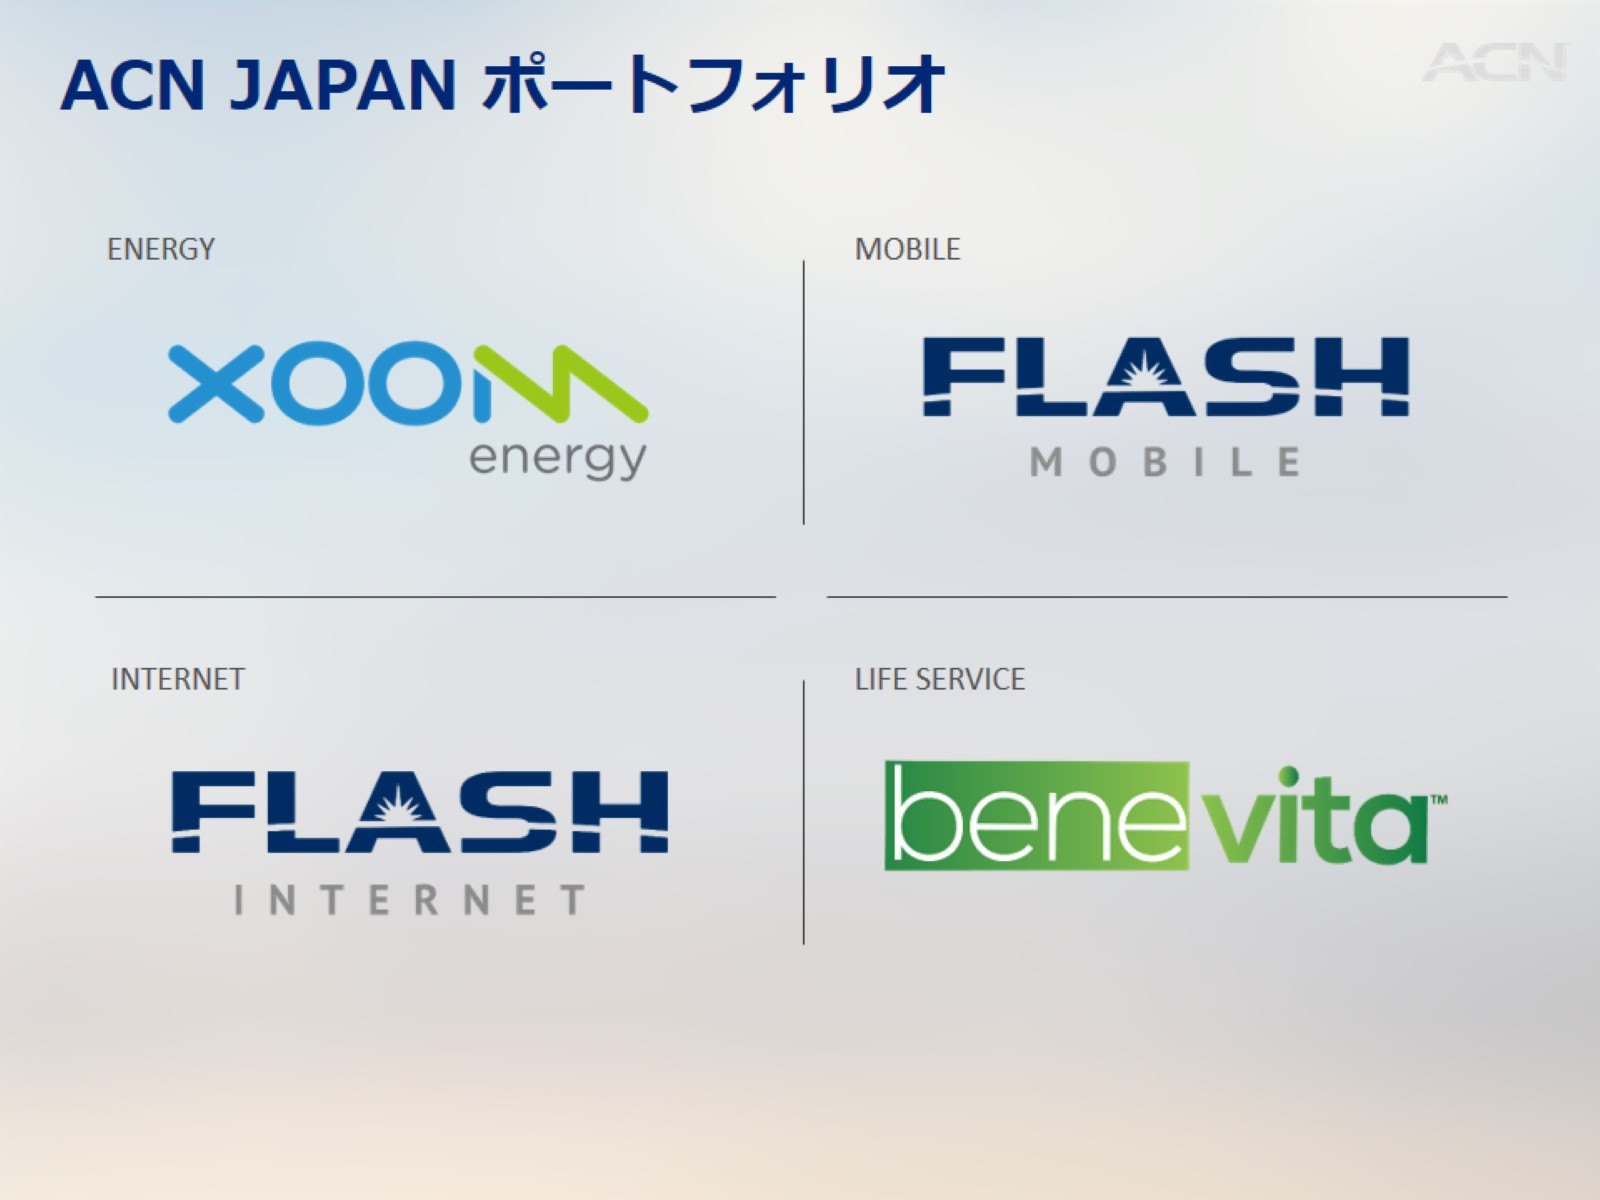 ACN JAPAN ポートフォリオ
ACN
ENERGY
xoom
energy
MOBILE
FLASH
MOBILE
INTERNET
FLASH
INTERNET
LIFE SERVICE
benevita™